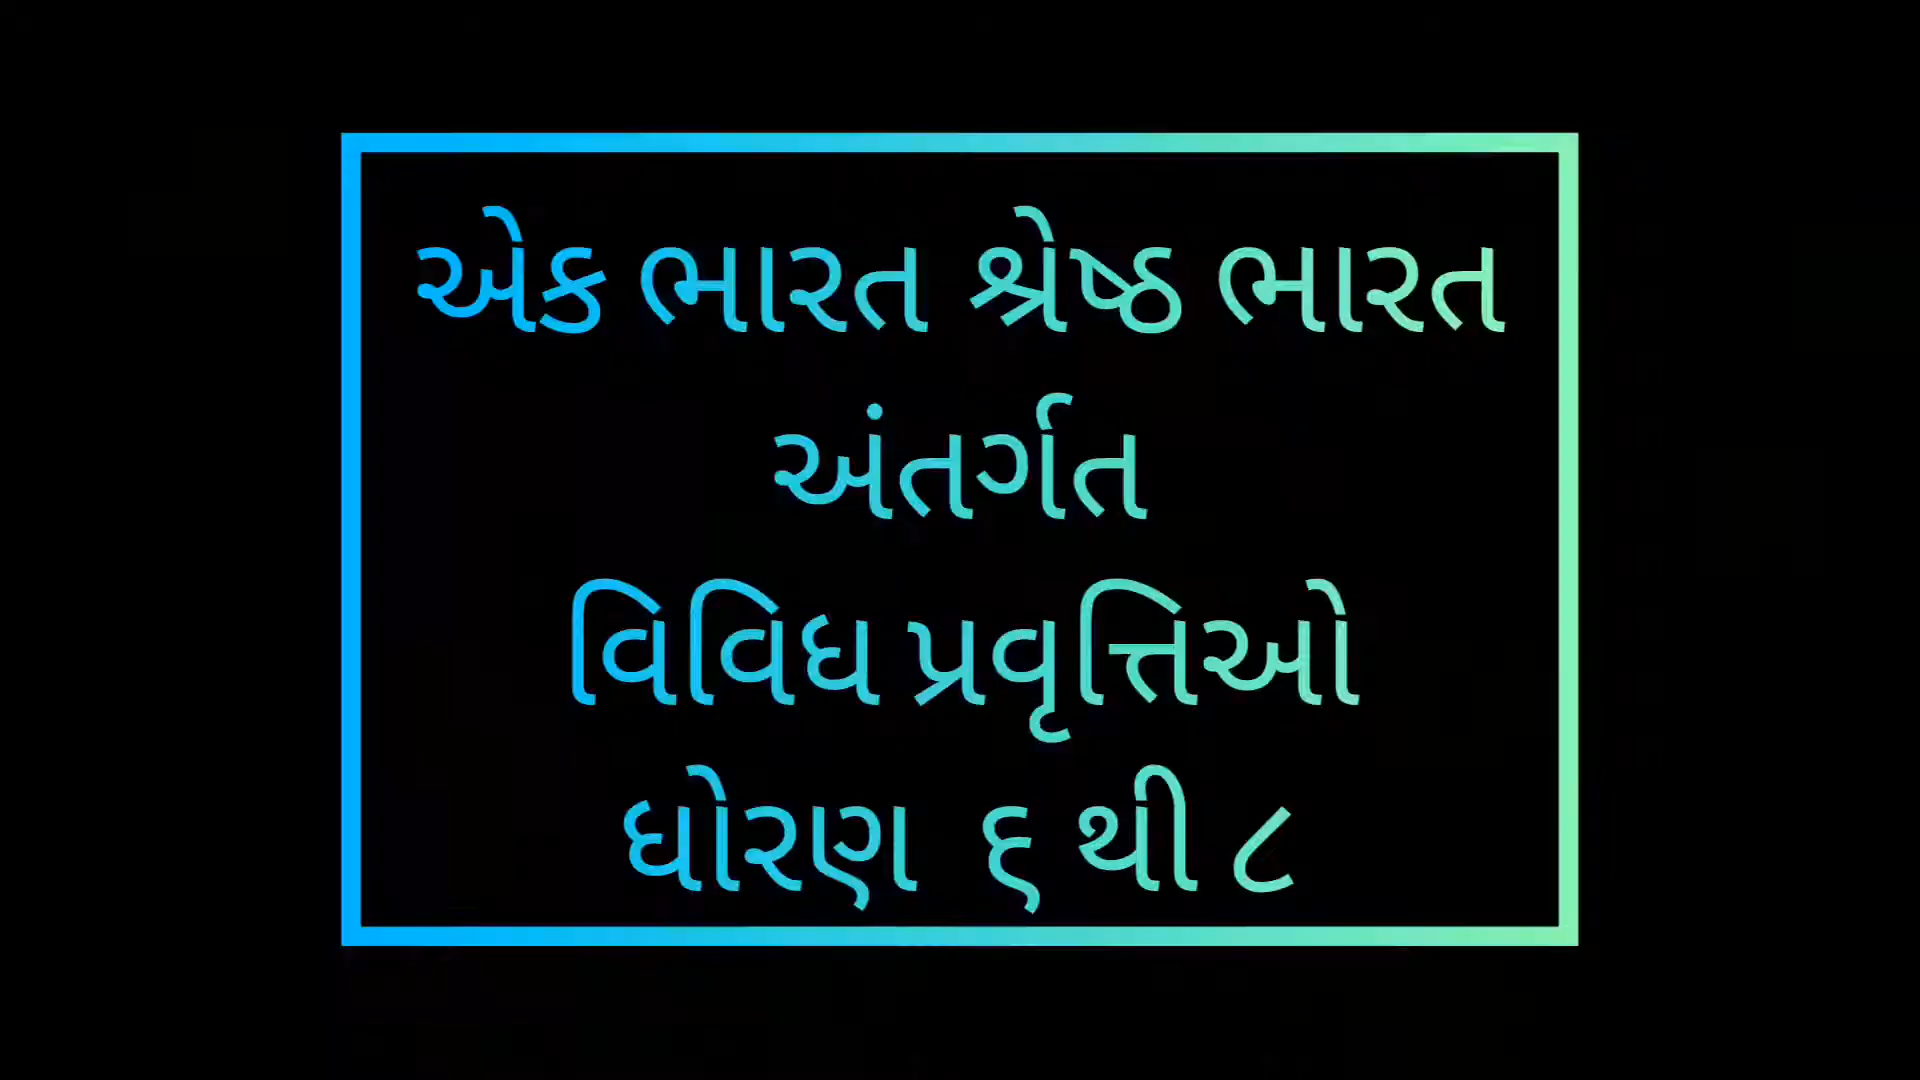 એક ભારત શ્રેષ્ઠ ભારત
અંતર્ગત
વિવિધ પ્રવૃત્તિઓ
ધોરણ ૬ થી ૮